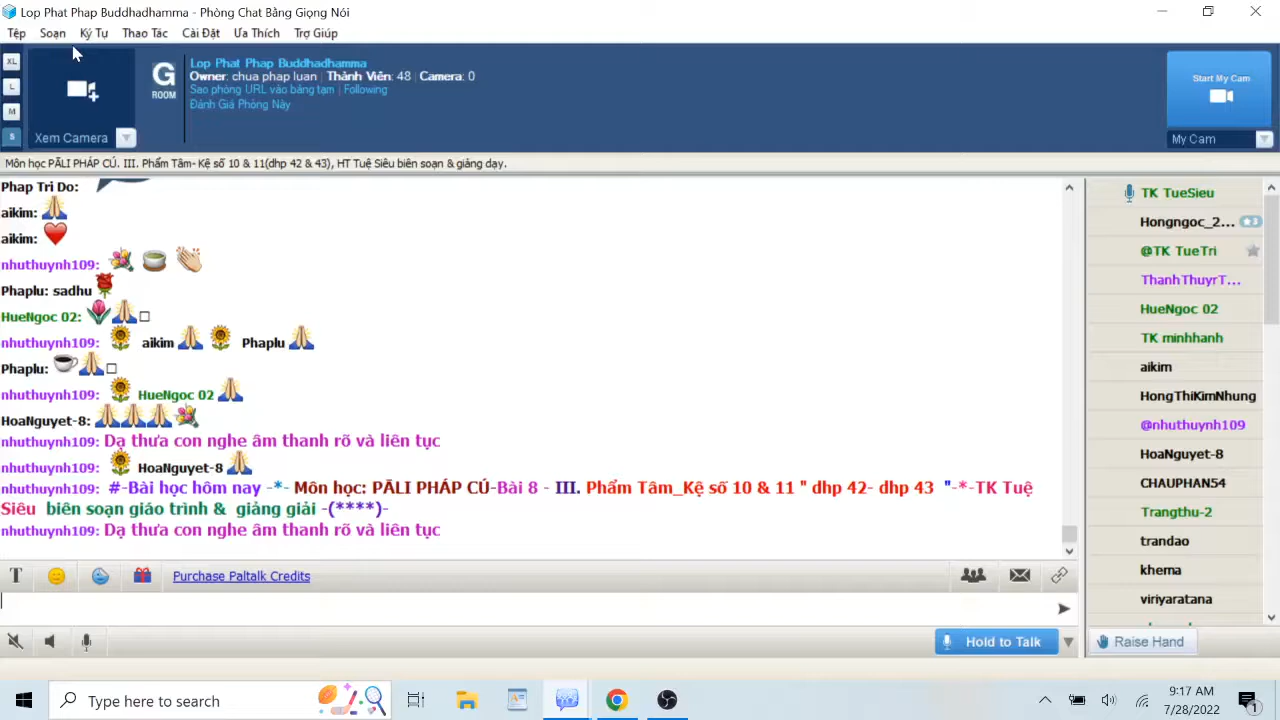 Lop Phat Phap Buddhadhamma - Phòng Chat Bằng Giọng Nói
Tệp Soạn Ký Tự Thao Tác Cài Đặt Ưa Thích Trợ Giúp
XL
L
M
S
Xem Camera
G
ROOM
Lop Phat Phap Buddhadhamma
Owner: chua phap luan | Thành Viên: 48 | Camera: 0
Sao phòng URL vào bảng tạm | Following
Đánh Giá Phòng Này
Start My Cam
My Cam
Môn học PĀLI PHÁP CÚ. III. Phẩm Tâm- Kệ số 10 & 11(dhp 42 & 43), HT Tuệ Siêu biên soạn & giảng dạy.
Phap Tri Do:
aikim:
aikim:
nhuthuynh109:
Phaplu: sadhu
HueNgoc 02:
nhuthuynh109: aikim Phaplu
Phaplu:
nhuthuynh109: HueNgoc 02
HoaNguyet-8:
nhuthuynh109: Dạ thưa con nghe âm thanh rõ và liên tục
nhuthuynh109: HoaNguyet-8
nhuthuynh109: #-Bài học hôm nay -*- Môn học: PĀLI PHÁP CÚ-Bài 8 - III. Phẩm Tâm_Kệ số 10 & 11 " dhp 42- dhp 43 "-*-TK Tuệ
Siêu biên soạn giáo trình & giảng giải -(****)-
nhuthuynh109: Dạ thưa con nghe âm thanh rõ và liên tục
TK TueSieu
Hongngoc_2... 3
@TK TueTri
ThanhThuyrT...
HueNgoc 02
TK minhhanh
aikim
HongThiKimNhung
@nhuthuynh109
HoaNguyet-8
CHAUPHAN54
Trangthu-2
trandao
khema
viriyaratana
T Purchase Paltalk Credits
Hold to Talk
Raise Hand
Type here to search
9:17 AM
7/28/2022
1